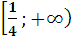 [1/4 ; +∞)